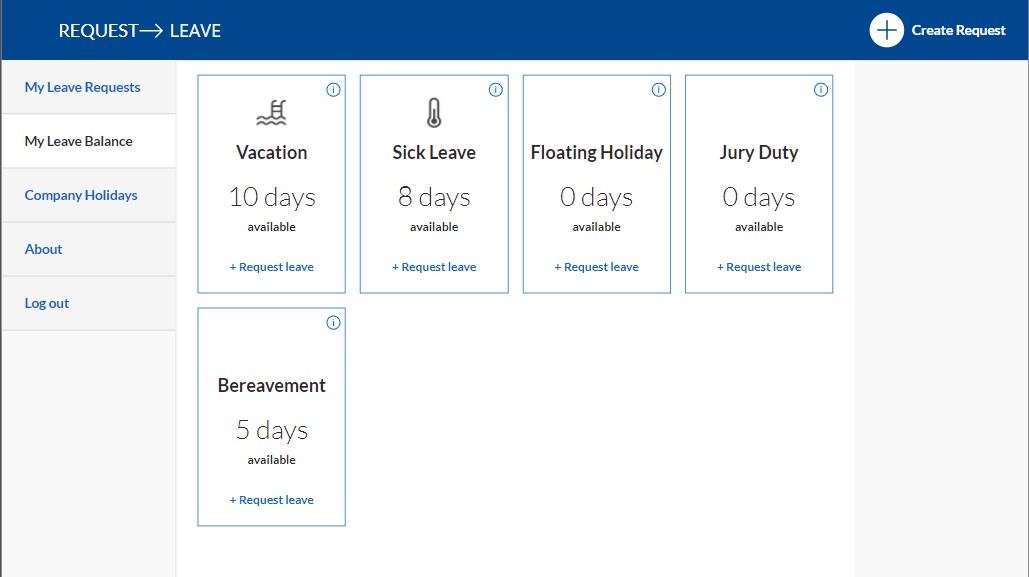 REQUEST→ LEAVE
Create Request
My Leave Requests
My Leave Balance
Company Holidays
About
Log out
Vacation
10 days
available
+ Request leave
Sick Leave
8 days
available
+ Request leave
Floating Holiday
0 days
available
+ Request leave
Jury Duty
0 days
available
+ Request leave
Bereavement
5 days
available
+ Request leave